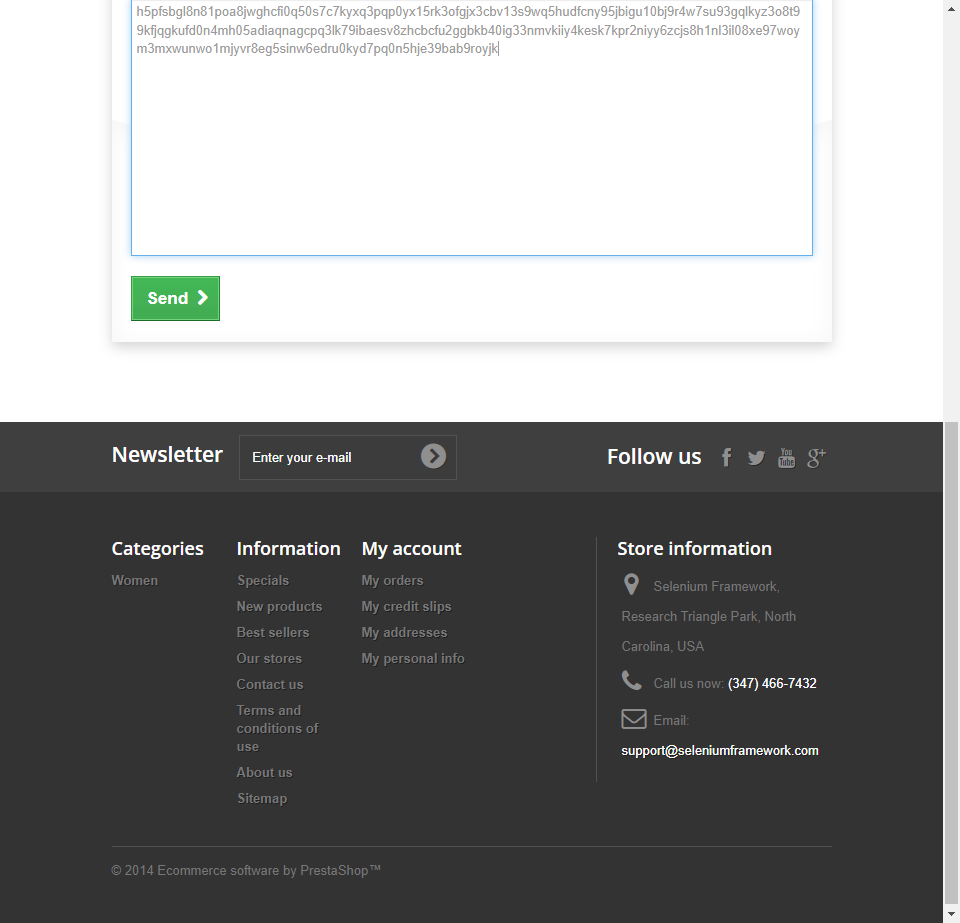 h5pfsbgl8n81poa8jwghcfi0q50s7c7kyxq3pqp0yx15rk3ofgjx3cbv13s9wq5hudfcny95jbigu10bj9r4w7su93gqlkyz3o8t9
9kfjqgkufd0n4mh05adiaqnagcpq3lk79ibaesv8zhcbcfu2ggbkb40ig33nmvkiiy4kesk7kpr2niyy6zcjs8h1nl3il08xe97woy
m3mxwunwo1mjyvr8eg5sinw6edru0kyd7pq0n5hje39bab9royjk
Send
Newsletter
Enter your e-mail
Follow us
Categories
Women
Information
Specials
New products
Best sellers
Our stores
Contact us
Terms and
conditions of
use
About us
Sitemap
My account
My orders
My credit slips
My addresses
My personal info
Store information
Selenium Framework,
Research Triangle Park, North
Carolina, USA
Call us now: (347) 466-7432
Email:
support@seleniumframework.com
© 2014 Ecommerce software by PrestaShop™